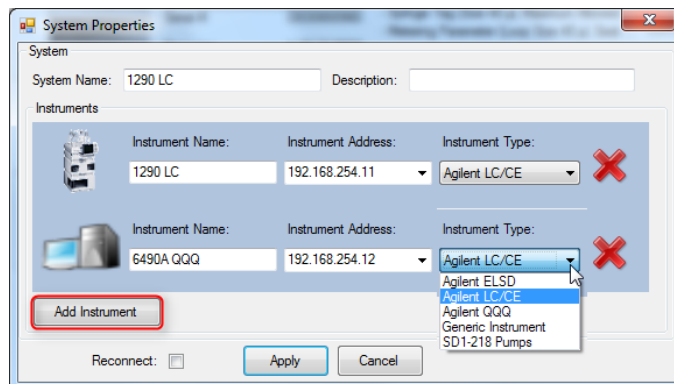 System Properties
System
System Name: 1290 LC Description:
Instruments
Instrument Name: Instrument Address: Instrument Type:
1290 LC 192.168.254.11 Agilent LC/CE
Instrument Name: Instrument Address: Instrument Type:
6490A QQQ 192.168.254.12 Agilent LC/CE
Agilent ELSD
Agilent LC/CE
Agilent QQQ
Generic Instrument
SD1-218 Pumps
Add Instrument
Reconnect: Apply Cancel